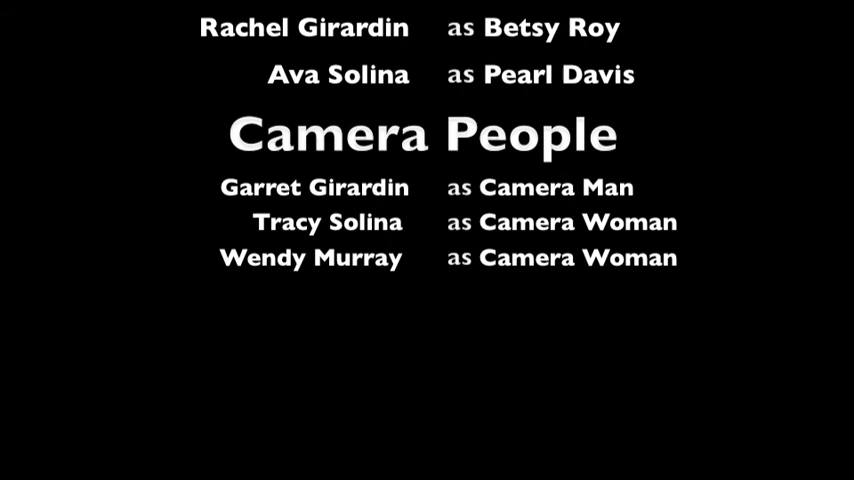 Rachel Girardin as Betsy Roy
Ava Solina as Pearl Davis
Camera People
Garret Girardin as Camera Man
Tracy Solina as Camera Woman
Wendy Murray as Camera Woman